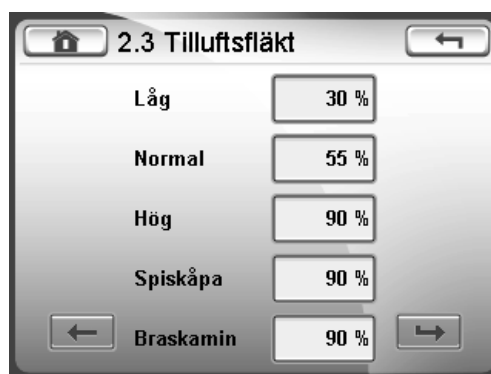 2.3 Tilluftsfläkt
Låg 30 %
Normal 55 %
Hög 90 %
Spiskåpa 90 %
Braskamin 90 %